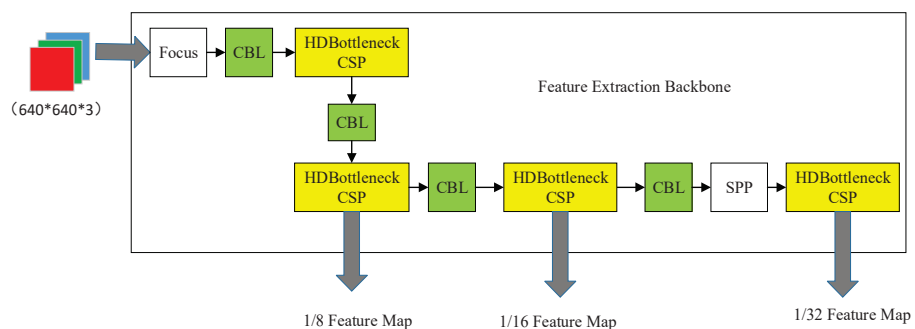 Focus
CBL
HDBottleneck
CSP
(640*640*3)
Feature Extraction Backbone
CBL
HDBottleneck
CSP
CBL
HDBottleneck
CSP
CBL
SPP
HDBottleneck
CSP
1/8 Feature Map
1/16 Feature Map
1/32 Feature Map